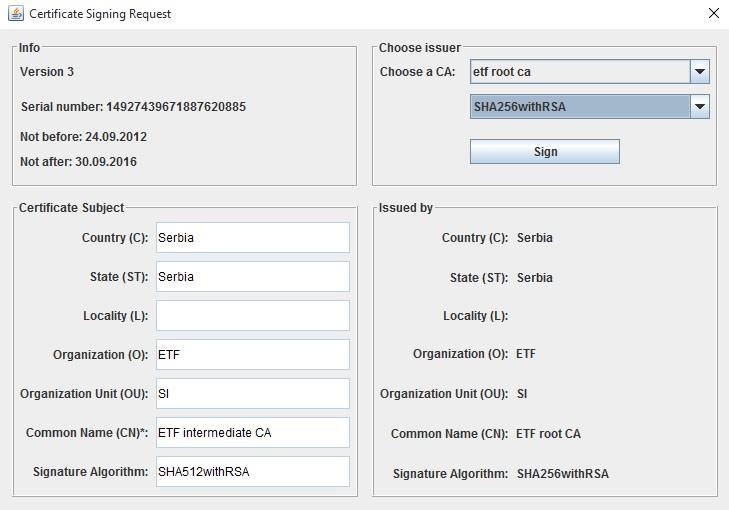 Certificate Signing Request
Info
Version 3
Serial number: 14927439671887620885
Not before: 24.09.2012
Not after: 30.09.2016
Choose issuer
Choose a CA: etf root ca
SHA256withRSA
Sign
Certificate Subject
Country (C): Serbia
State (ST): Serbia
Locality (L):
Organization (O): ETF
Organization Unit (OU): SI
Common Name (CN)*: ETF intermediate CA
Signature Algorithm: SHA512withRSA
Issued by
Country (C): Serbia
State (ST): Serbia
Locality (L):
Organization (O): ETF
Organization Unit (OU): SI
Common Name (CN): ETF root CA
Signature Algorithm: SHA256withRSA